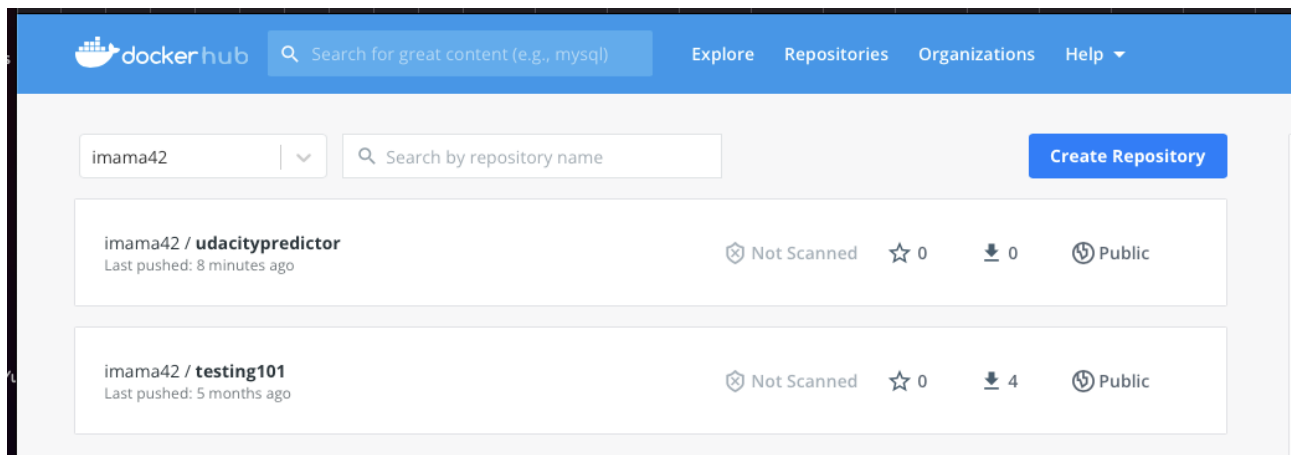 dockerhub Search for great content (e.g., mysql) Explore Repositories Organizations Help
imama42 Search by repository name Create Repository
imama42 / udacitypredictor
Last pushed: 8 minutes ago
Not Scanned 0 0 Public
imama42 / testing101
Last pushed: 5 months ago
Not Scanned 0 4 Public